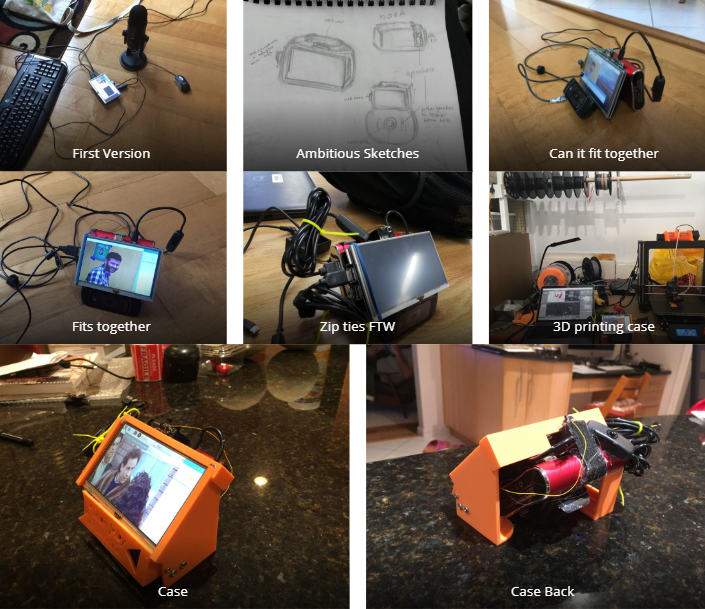 First Version
Ambitious Sketches
Can it fit together
Fits together
Zip ties FTW
3D printing case
Case
Case Back